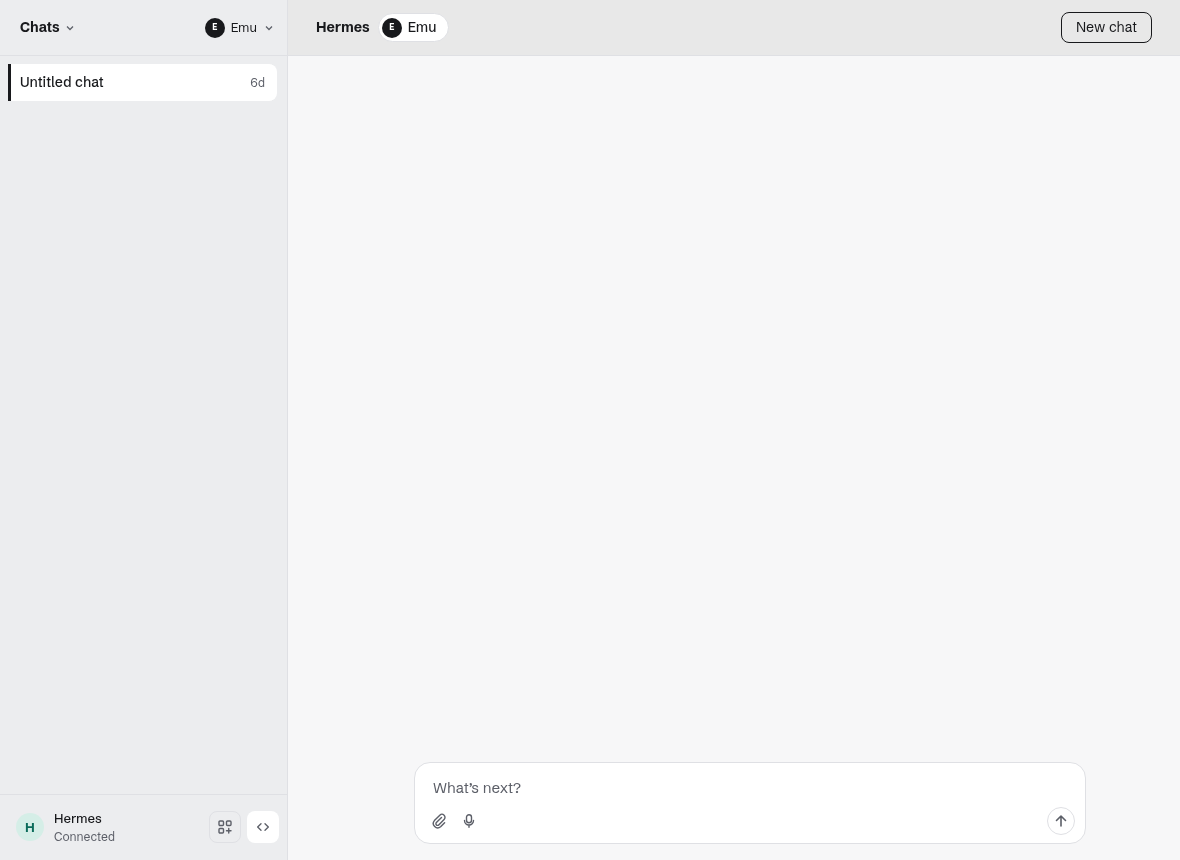 Chats
E Emu
Hermes
E Emu
New chat
Untitled chat 6d
What's next?
H
Hermes
Connected